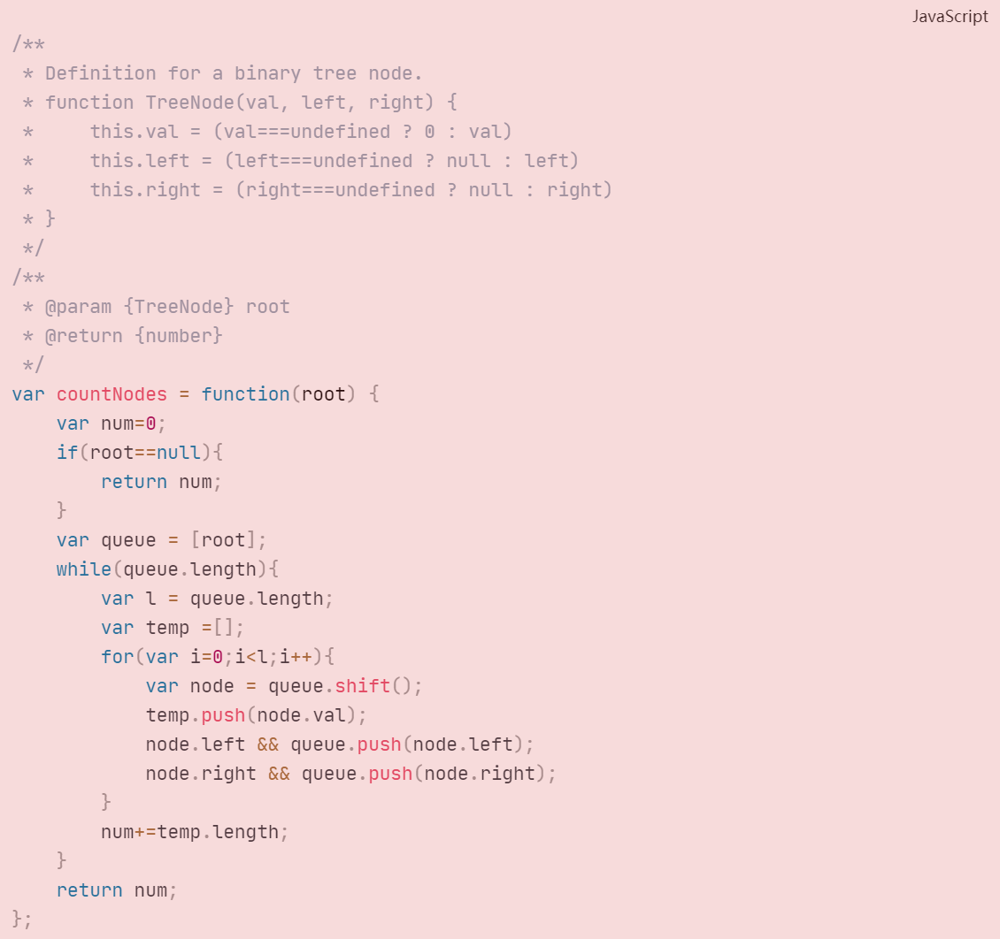 JavaScript
/**
 * Definition for a binary tree node.
 * function TreeNode(val, left, right) {
 *     this.val = (val===undefined ? 0 : val)
 *     this.left = (left===undefined ? null : left)
 *     this.right = (right===undefined ? null : right)
 * }
 */
/**
 * @param {TreeNode} root
 * @return {number}
 */
var countNodes = function(root) {
    var num=0;
    if(root==null){
        return num;
    }
    var queue = [root];
    while(queue.length){
        var l = queue.length;
        var temp =[];
        for(var i=0;i<l;i++){
            var node = queue.shift();
            temp.push(node.val);
            node.left && queue.push(node.left);
            node.right && queue.push(node.right);
        }
        num+=temp.length;
    }
    return num;
};